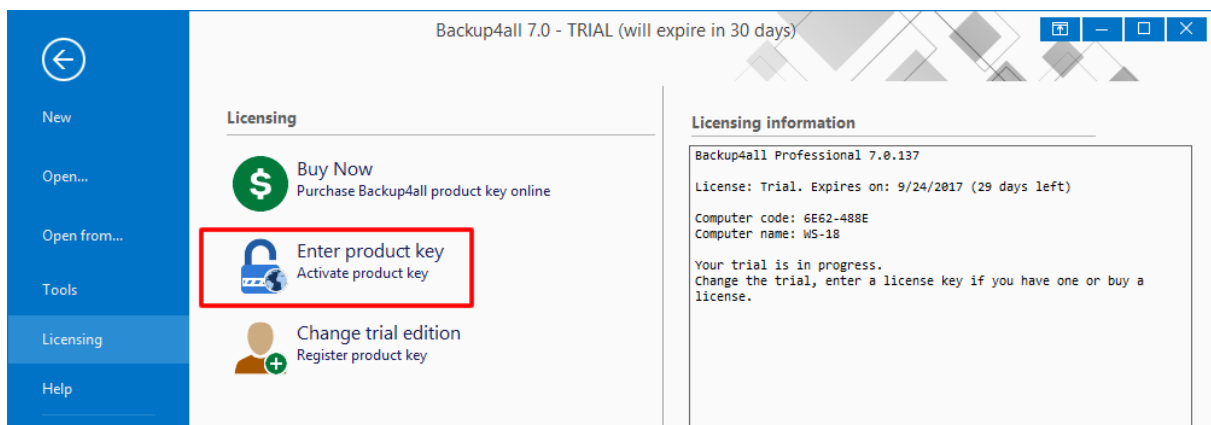 Backup4all 7.0 - TRIAL (will expire in 30 days)
New
Open...
Open from...
Tools
Licensing
Help
Licensing
Buy Now
Purchase Backup4all product key online
Enter product key
Activate product key
Change trial edition
Register product key
Licensing information
Backup4all Professional 7.0.137
License: Trial. Expires on: 9/24/2017 (29 days left)
Computer code: 6E62-488E
Computer name: WS-18
Your trial is in progress.
Change the trial, enter a license key if you have one or buy a
license.